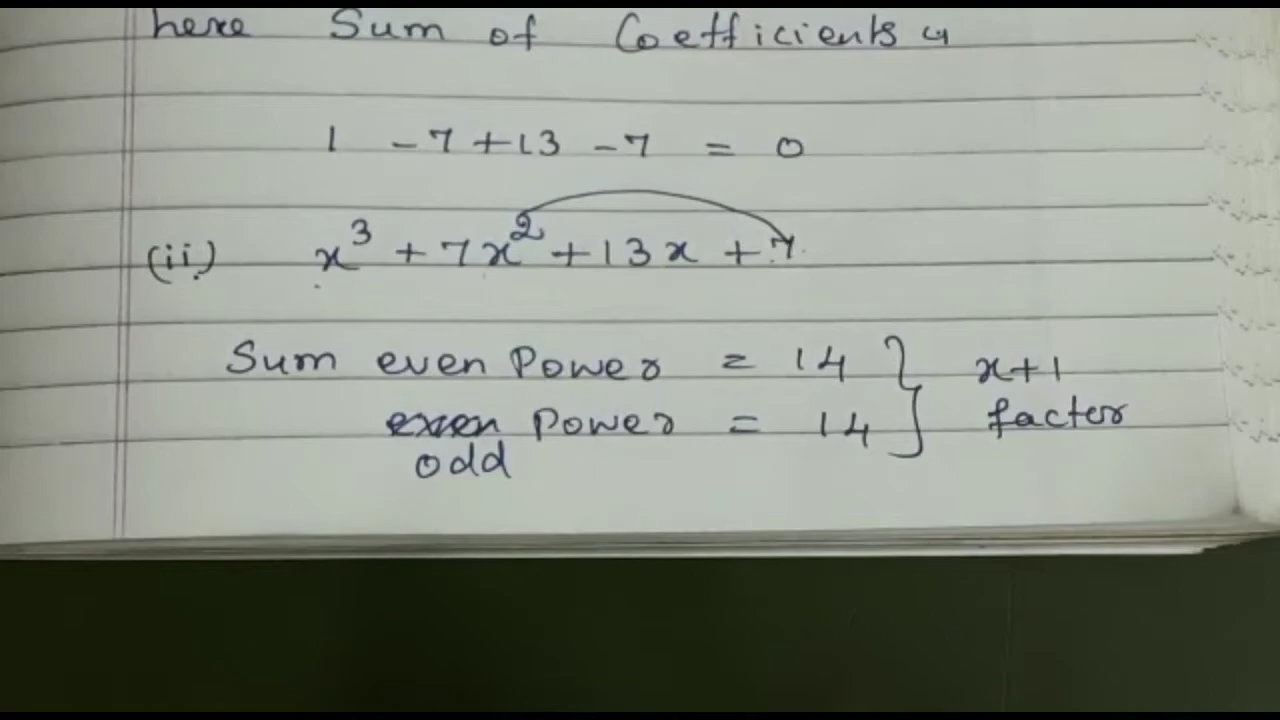 here Sum of Coefficients
1 -7 +13 -7 = 0
(ii) x³ + 7x² + 13x + 7
Sum even Power = 14 } x+1
even Power = 14 } factor
odd